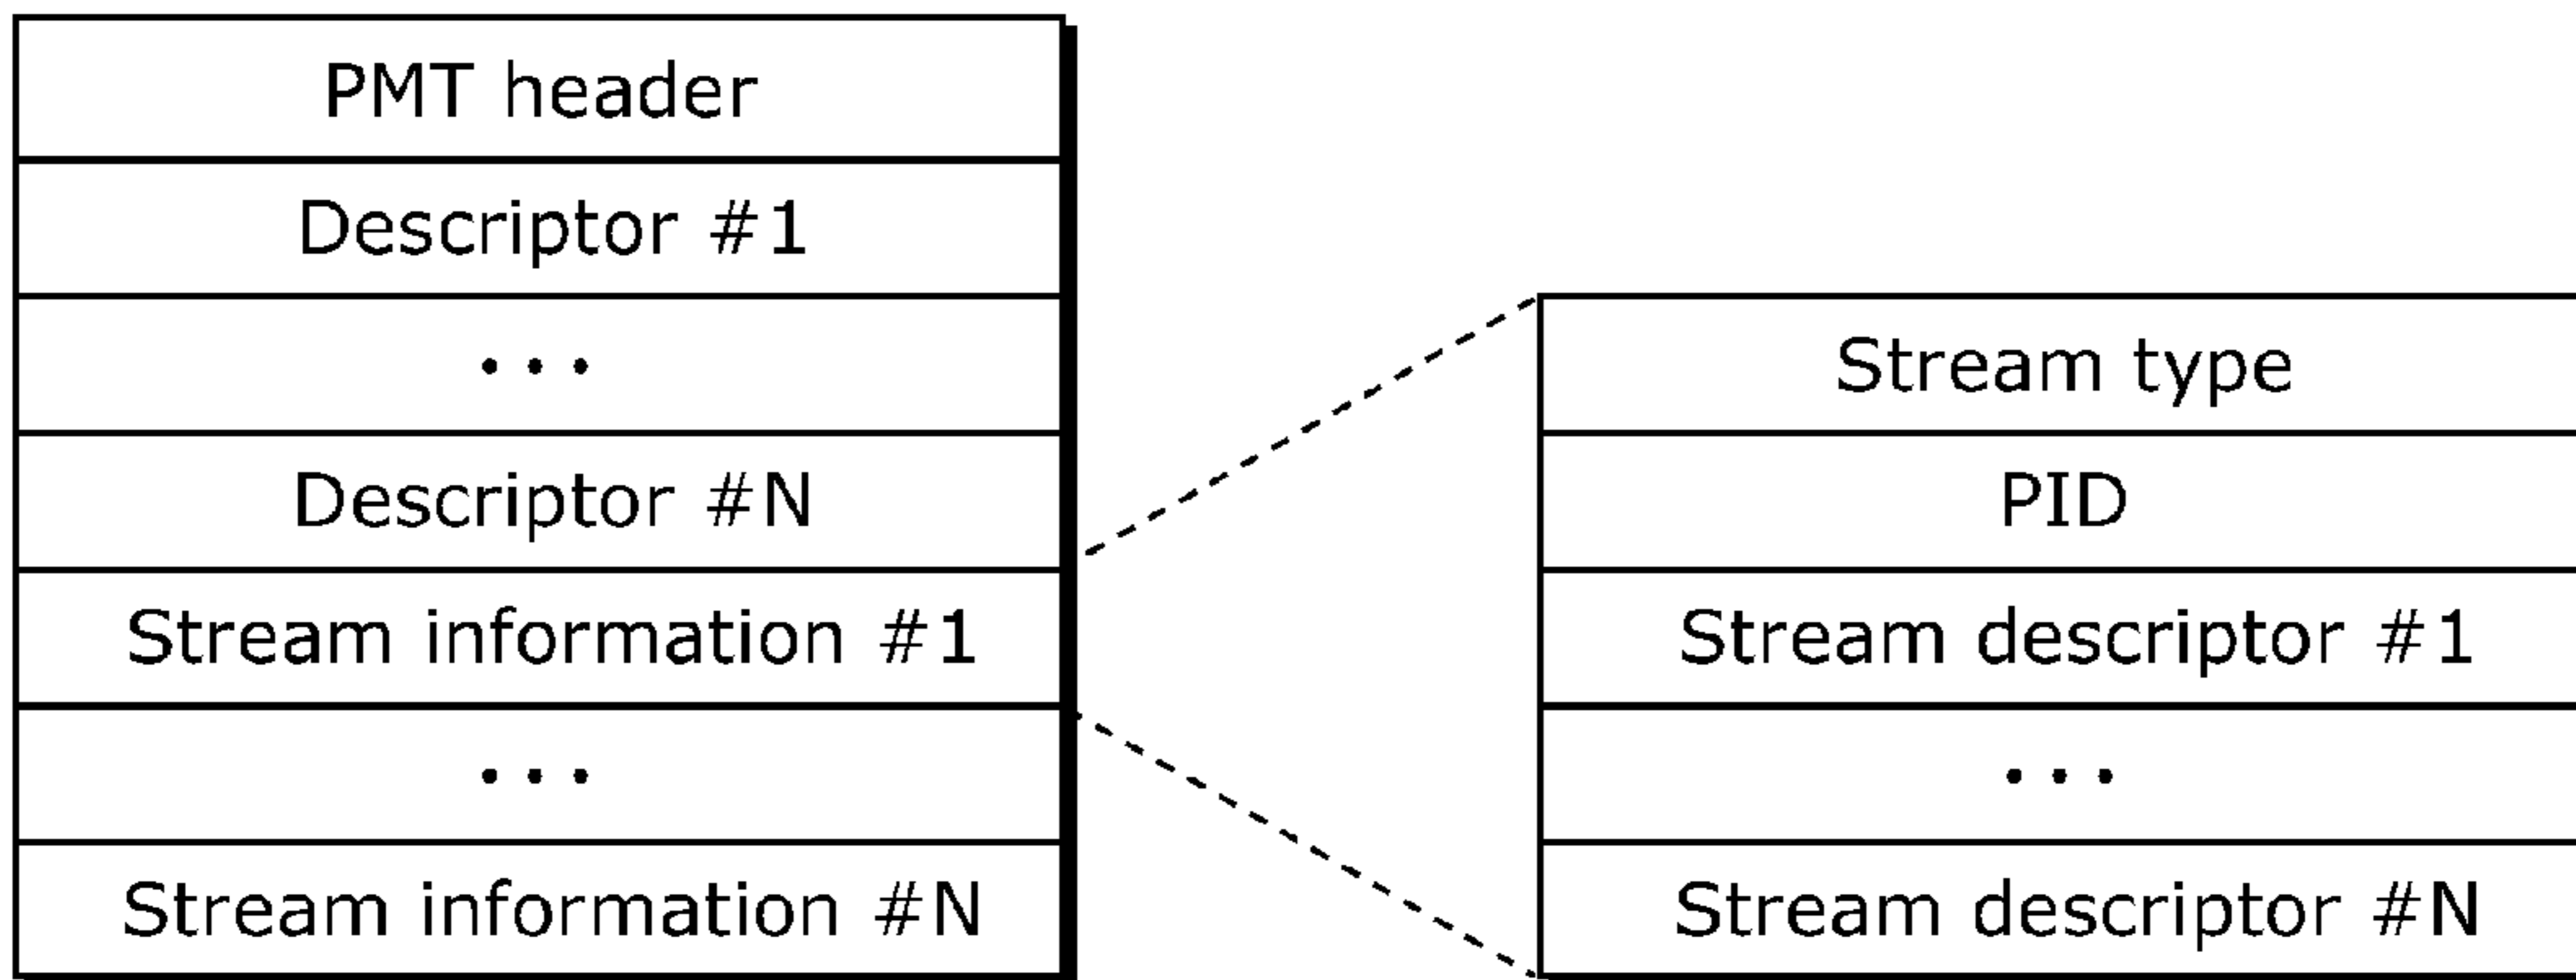 PMT header
Descriptor #1
...
Descriptor #N
Stream information #1
...
Stream information #N
Stream type
PID
Stream descriptor #1
...
Stream descriptor #N